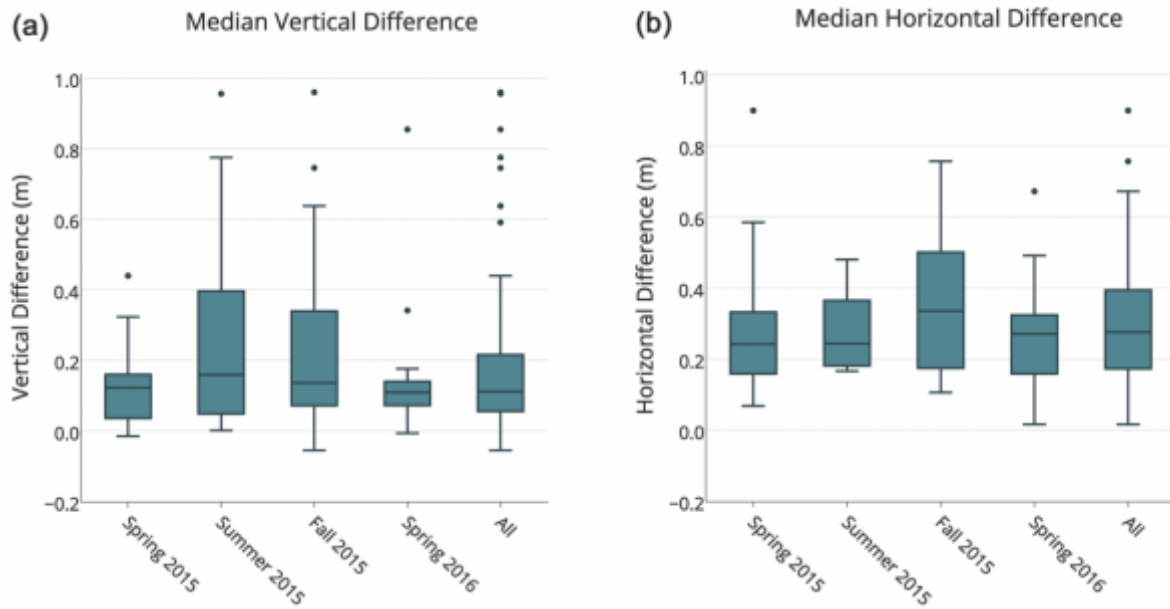 (a)
Median Vertical Difference
Vertical Difference (m)
1.0
0.8
0.6
0.4
0.2
0.0
−0.2
Spring 2015
Summer 2015
Fall 2015
Spring 2016
All
(b)
Median Horizontal Difference
Horizontal Difference (m)
1.0
0.8
0.6
0.4
0.2
0.0
−0.2
Spring 2015
Summer 2015
Fall 2015
Spring 2016
All